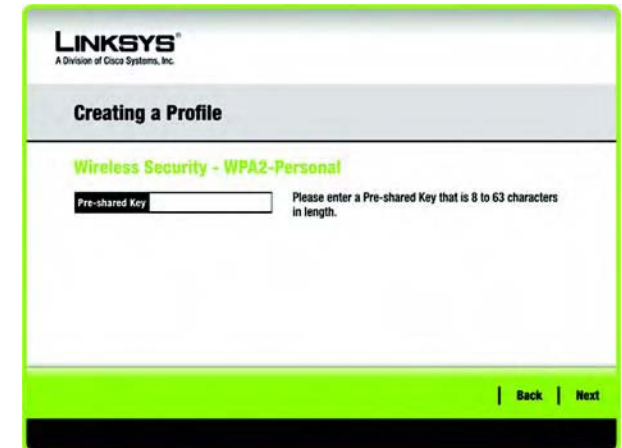 LINKSYS®
A Division of Cisco Systems, Inc.
Creating a Profile
Wireless Security - WPA2-Personal
Pre-shared Key
Please enter a Pre-shared Key that is 8 to 63 characters
in length.
Back
Next